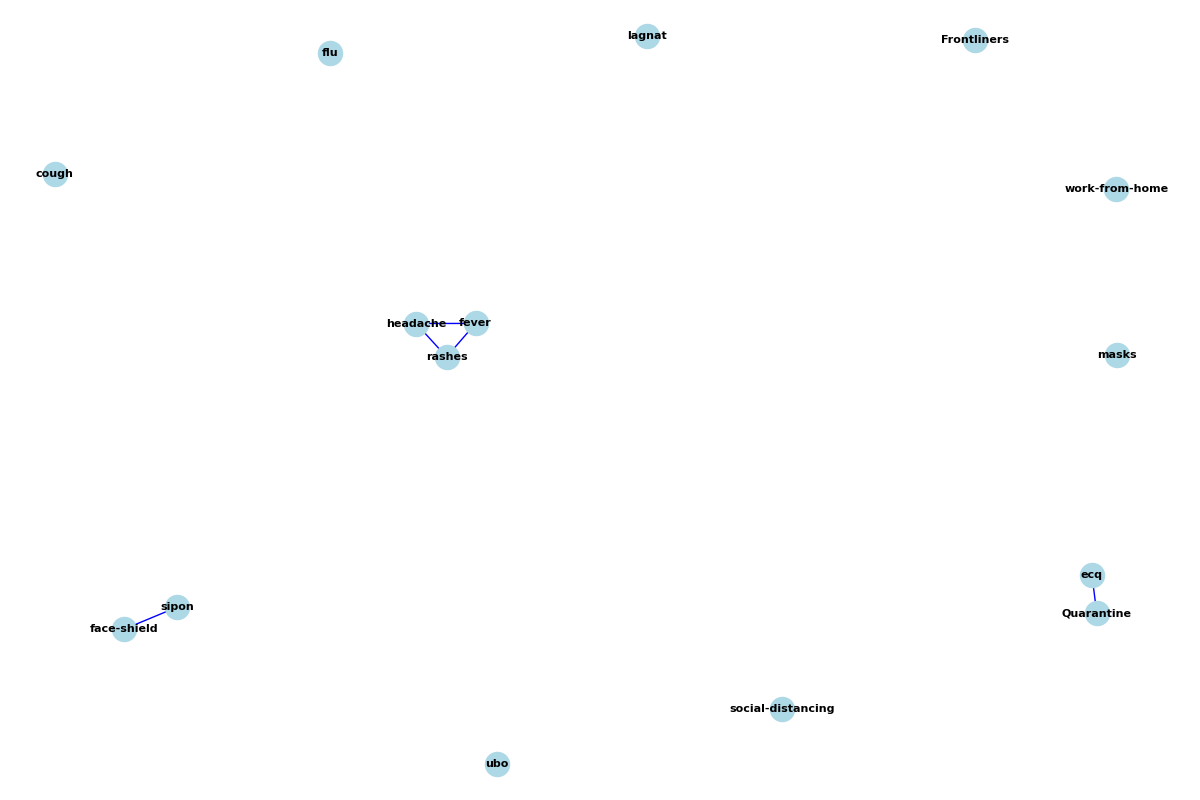 lagnat
Frontliners
flu
cough
work-from-home
headache
fever
rashes
masks
ecq
sipon
Quarantine
face-shield
social-distancing
ubo